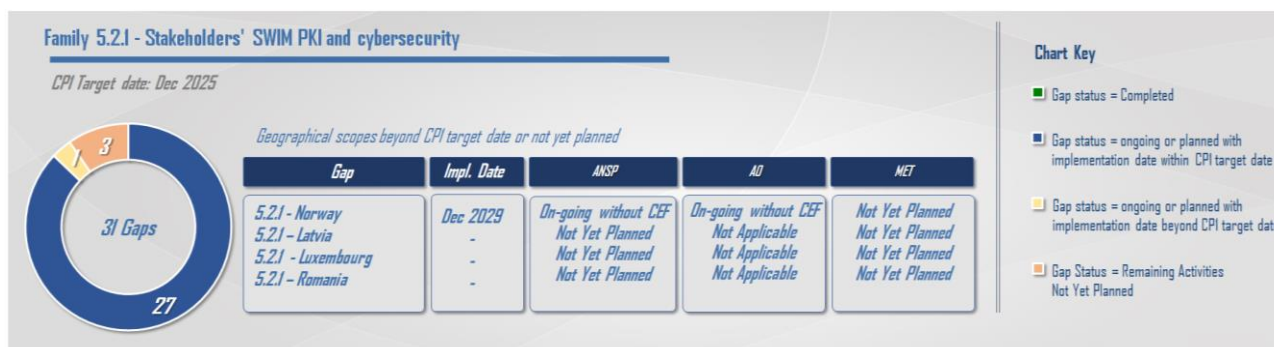 Family 5.2.1 - Stakeholders' SWIM PKI and cybersecurity
CPI Target date: Dec 2025
Geographical scopes beyond CPI target date or not yet planned
Gap Impl. Date ANSP AO MET
5.2.1 - Norway Dec 2029 On-going without CEF On-going without CEF Not Yet Planned
5.2.1 – Latvia - Not Yet Planned Not Applicable Not Yet Planned
5.2.1 - Luxembourg - Not Yet Planned Not Applicable Not Yet Planned
5.2.1 – Romania - Not Yet Planned Not Applicable Not Yet Planned
1
3
31 Gaps
27
Chart Key
Gap status = Completed
Gap status = ongoing or planned with
implementation date within CPI target date
Gap status = ongoing or planned with
implementation date beyond CPI target dat
Gap Status = Remaining Activities
Not Yet Planned